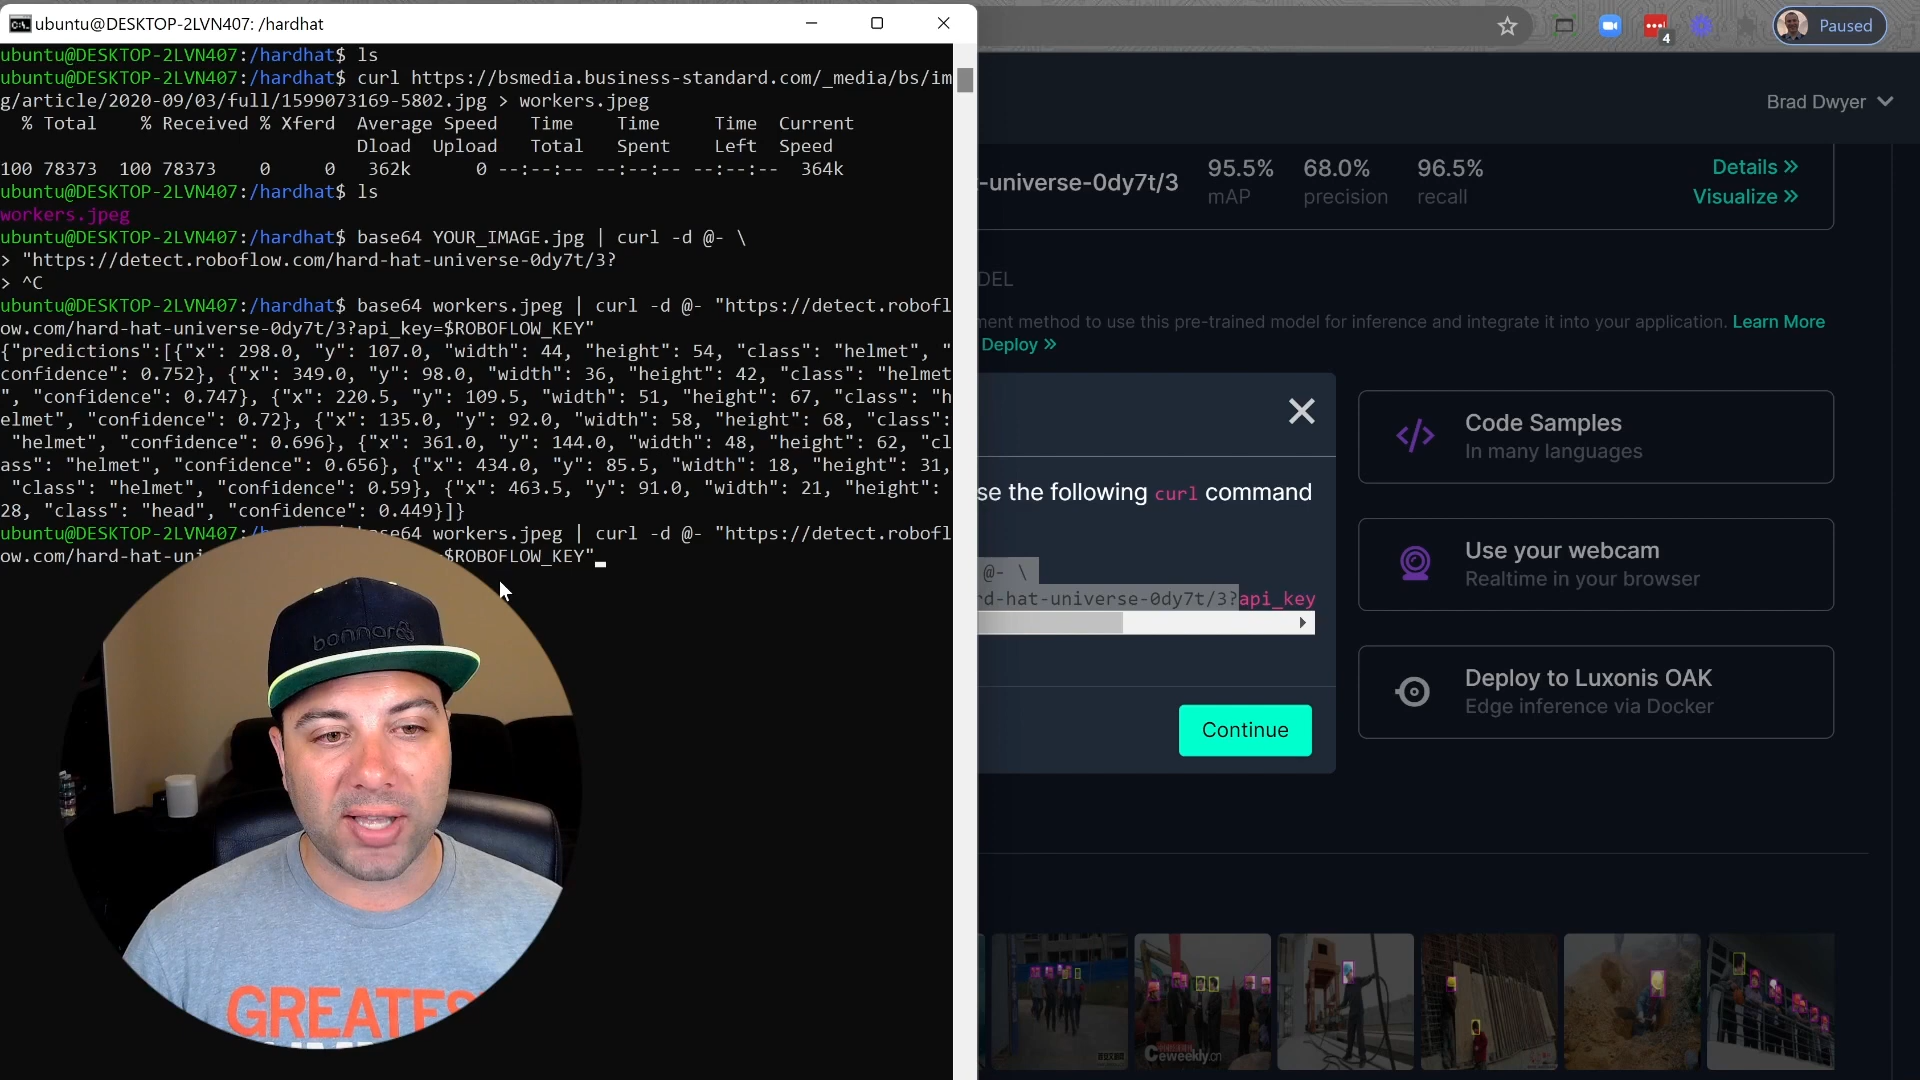 ubuntu@DESKTOP-2LVN407: /hardhat
ubuntu@DESKTOP-2LVN407:/hardhat$ ls
ubuntu@DESKTOP-2LVN407:/hardhat$ curl https://bsmedia.business-standard.com/_media/bs/im
g/article/2020-09/03/full/1599073169-5802.jpg > workers.jpeg
% Total % Received % Xferd Average Speed Time Time Time Current
Dload Upload Total Spent Left Speed
100 78373 100 78373 0 0 362k 0 --:--:-- --:--:-- --:--:-- 364k
ubuntu@DESKTOP-2LVN407:/hardhat$ ls
workers.jpeg
ubuntu@DESKTOP-2LVN407:/hardhat$ base64 YOUR_IMAGE.jpg | curl -d @- \
> "https://detect.roboflow.com/hard-hat-universe-0dy7t/3?
> ^C
ubuntu@DESKTOP-2LVN407:/hardhat$ base64 workers.jpeg | curl -d @- "https://detect.robofl
ow.com/hard-hat-universe-0dy7t/3?api_key=$ROBOFLOW_KEY"
{"predictions":[{"x": 298.0, "y": 107.0, "width": 44, "height": 54, "class": "helmet", "
confidence": 0.752}, {"x": 349.0, "y": 98.0, "width": 36, "height": 42, "class": "helmet
", "confidence": 0.747}, {"x": 220.5, "y": 109.5, "width": 51, "height": 67, "class": "h
elmet", "confidence": 0.72}, {"x": 135.0, "y": 92.0, "width": 58, "height": 68, "class":
"helmet", "confidence": 0.696}, {"x": 361.0, "y": 144.0, "width": 48, "height": 62, "cl
ass": "helmet", "confidence": 0.656}, {"x": 434.0, "y": 85.5, "width": 18, "height": 31,
"class": "helmet", "confidence": 0.59}, {"x": 463.5, "y": 91.0, "width": 21, "height":
28, "class": "head", "confidence": 0.449}]}
ubuntu@DESKTOP-2LVN407:/ workers.jpeg | curl -d @- "https://detect.robofl
ow.com/hard-hat-uni $ROBOFLOW_KEY"
GREATES
4
Paused
Brad Dwyer
-universe-0dy7t/3
95.5% 68.0% 96.5%
mAP precision recall
Details »
Visualize »
DEL
ment method to use this pre-trained model for inference and integrate it into your application. Learn More
Deploy »
se the following curl command
@- \
rd-hat-universe-0dy7t/3?api_key
Continue
Code Samples
In many languages
Use your webcam
Realtime in your browser
Deploy to Luxonis OAK
Edge inference via Docker
Ceweekly.cn